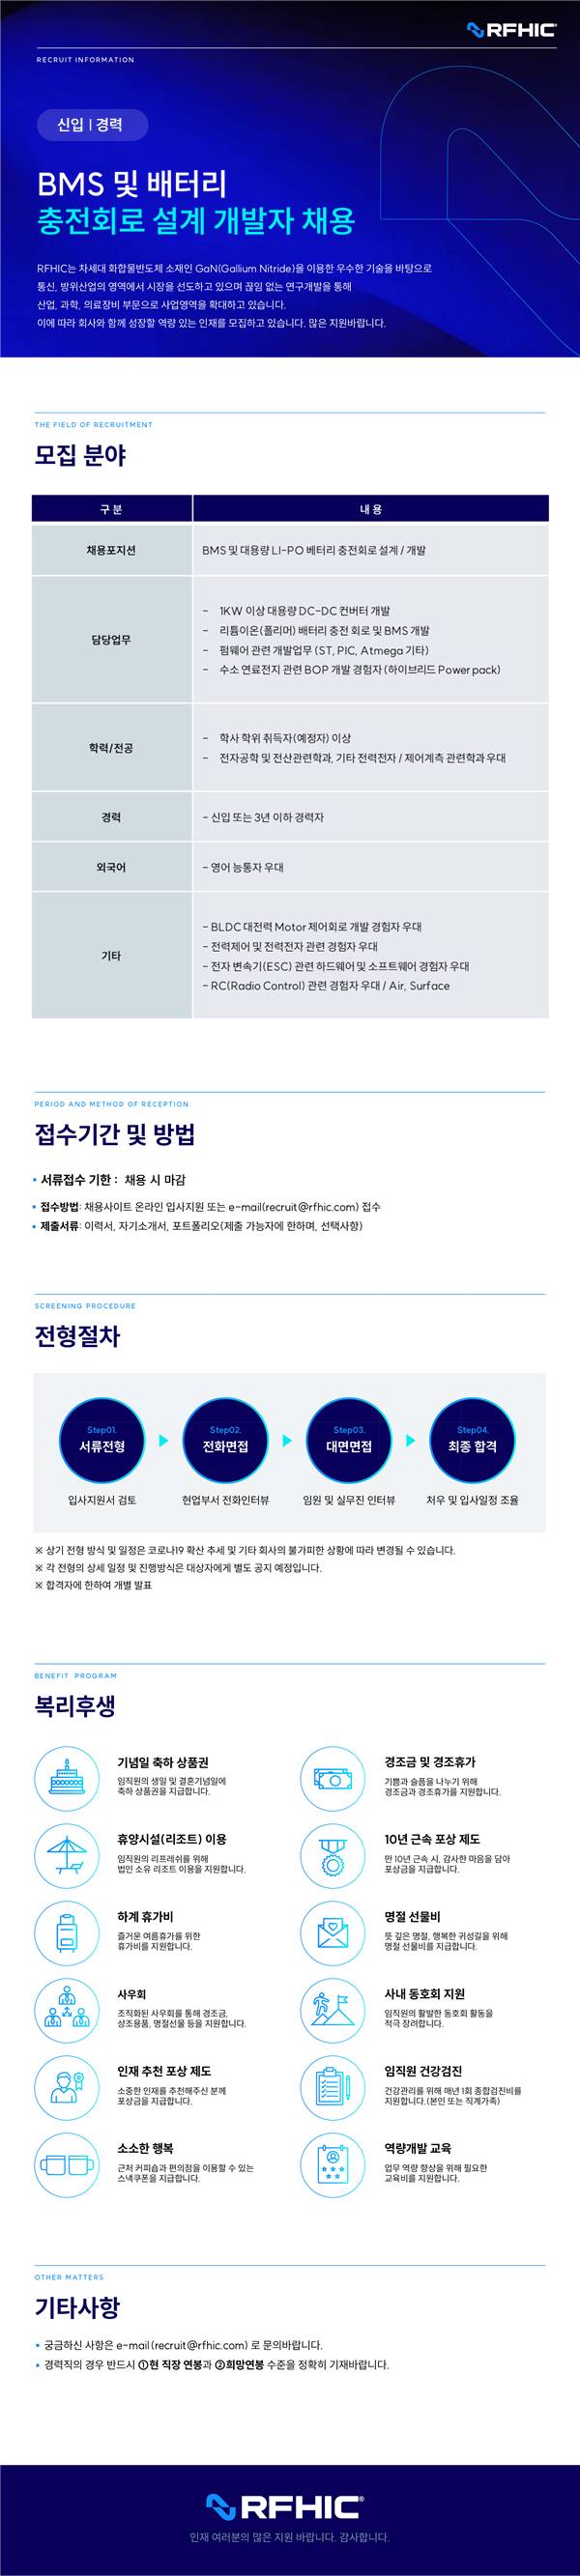 RFHIC
RECRUIT INFORMATION
신입 | 경력
BMS 및 배터리
충전회로 설계 개발자 채용
RFHIC는 차세대 화합물반도체 소재인 GaN(Gallium Nitride)을 이용한 우수한 기술을 바탕으로
통신, 방위산업의 영역에서 시장을 선도하고 있으며 끊임 없는 연구개발을 통해
산업, 과학, 의료장비 부문으로 사업영역을 확대하고 있습니다.
이에 따라 회사와 함께 성장할 역량 있는 인재를 모집하고 있습니다. 많은 지원바랍니다.
THE FIELD OF RECRUITMENT
모집 분야
구 분 내 용
채용포지션 BMS 및 대용량 LI-PO 베터리 충전회로 설계 / 개발
담당업무
- 1KW 이상 대용량 DC-DC 컨버터 개발
- 리튬이온(폴리머) 배터리 충전 회로 및 BMS 개발
- 펌웨어 관련 개발업무 (ST, PIC, Atmega 기타)
- 수소 연료전지 관련 BOP 개발 경험자 (하이브리드 Power pack)
학력/전공
- 학사 학위 취득자(예정자) 이상
- 전자공학 및 전산관련학과, 기타 전력전자 / 제어계측 관련학과 우대
경력 - 신입 또는 3년 이하 경력자
외국어 - 영어 능통자 우대
기타
- BLDC 대전력 Motor 제어회로 개발 경험자 우대
- 전력제어 및 전력전자 관련 경험자 우대
- 전자 변속기(ESC) 관련 하드웨어 및 소프트웨어 경험자 우대
- RC(Radio Control) 관련 경험자 우대 / Air, Surface
PERIOD AND METHOD OF RECEPTION
접수기간 및 방법
• 서류접수 기한 : 채용 시 마감
• 접수방법: 채용사이트 온라인 입사지원 또는 e-mail(recruit@rfhic.com) 접수
• 제출서류: 이력서, 자기소개서, 포트폴리오(제출 가능자에 한하며, 선택사항)
SCREENING PROCEDURE
전형절차
Step01. Step02. Step03. Step04.
서류전형 전화면접 대면면접 최종 합격
입사지원서 검토 현업부서 전화인터뷰 임원 및 실무진 인터뷰 처우 및 입사일정 조율
※ 상기 전형 방식 및 일정은 코로나19 확산 추세 및 기타 회사의 불가피한 상황에 따라 변경될 수 있습니다.
※ 각 전형의 상세 일정 및 진행방식은 대상자에게 별도 공지 예정입니다.
※ 합격자에 한하여 개별 발표
BENEFIT PROGRAM
복리후생
기념일 축하 상품권
임직원의 생일 및 결혼기념일에
축하 상품권을 지급합니다.
경조금 및 경조휴가
기쁨과 슬픔을 나누기 위해
경조금과 경조휴가를 지원합니다.
휴양시설(리조트) 이용
임직원의 리프레쉬를 위해
법인 소유 리조트 이용을 지원합니다.
10년 근속 포상 제도
만 10년 근속 시, 감사한 마음을 담아
포상금을 지급합니다.
하계 휴가비
즐거운 여름휴가를 위한
휴가비를 지원합니다.
명절 선물비
뜻 깊은 명절, 행복한 귀성길을 위해
명절 선물비를 지급합니다.
사우회
조직화된 사우회를 통해 경조금,
상조용품, 명절선물 등을 지원합니다.
사내 동호회 지원
임직원의 활발한 동호회 활동을
적극 장려합니다.
인재 추천 포상 제도
소중한 인재를 추천해주신 분께
포상금을 지급합니다.
임직원 건강검진
건강관리를 위해 매년 1회 종합검진비를
지원합니다.(본인 또는 직계가족)
소소한 행복
근처 커피숍과 편의점을 이용할 수 있는
스낵쿠폰을 지급합니다.
역량개발 교육
업무 역량 향상을 위해 필요한
교육비를 지원합니다.
OTHER MATTERS
기타사항
• 궁금하신 사항은 e-mail (recruit@rfhic.com) 로 문의바랍니다.
• 경력직의 경우 반드시 ①현 직장 연봉과 ②희망연봉 수준을 정확히 기재바랍니다.
RFHIC®
인재 여러분의 많은 지원 바랍니다. 감사합니다.